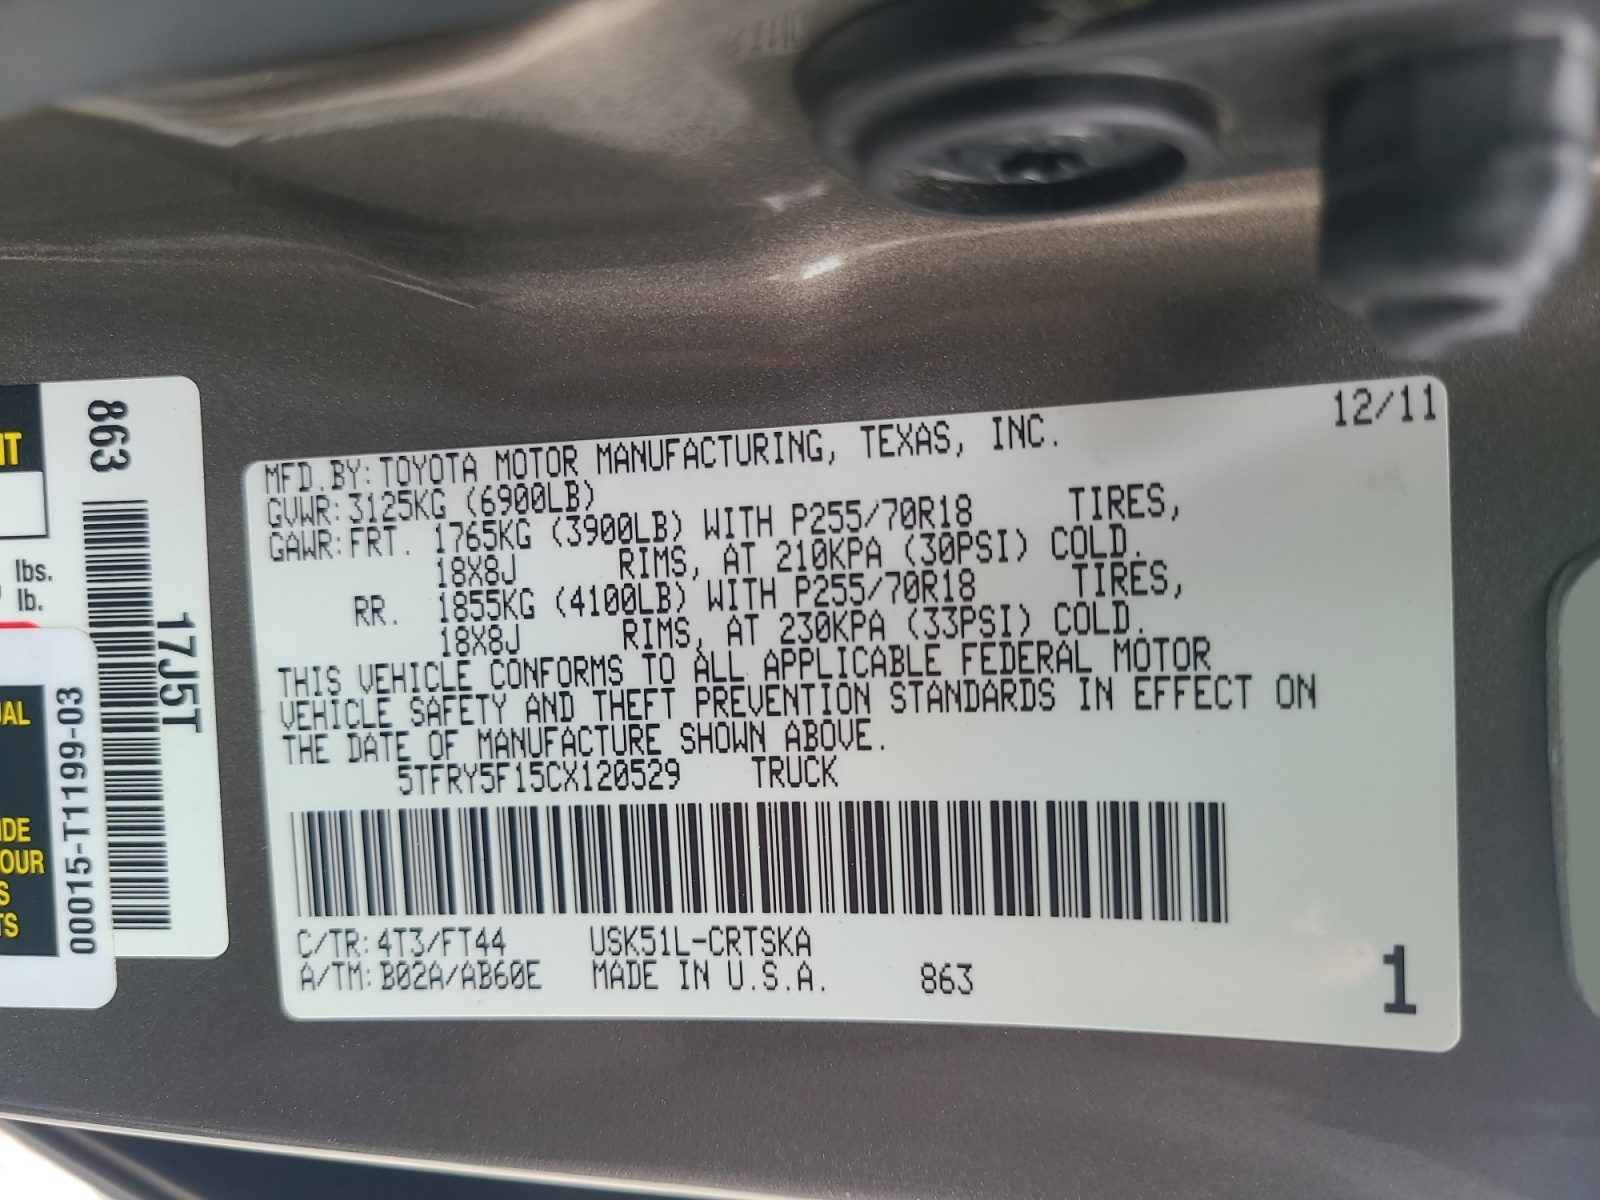 12/11
MFD.BY: TOYOTA MOTOR MANUFACTURING, TEXAS, INC.
GVWR: 3125KG (6900LB)
GAWR: FRT. 1765KG (3900LB) WITH P255/70R18 TIRES,
18X8J RIMS, AT 210KPA (30PSI) COLD.
RR. 1855KG (4100LB) WITH P255/70R18 TIRES,
18X8J RIMS, AT 230KPA (33PSI) COLD.
THIS VEHICLE CONFORMS TO ALL APPLICABLE FEDERAL MOTOR
VEHICLE SAFETY AND THEFT PREVENTION STANDARDS IN EFFECT ON
THE DATE OF MANUFACTURE SHOWN ABOVE.
5TFRY5F15CX120529 TRUCK
C/TR: 4T3/FT44 USK51L-CRTSKA
A/TM: B02A/AB60E MADE IN U.S.A. 863
1
863
17J5T
lbs.
lb.
00015-T1199-03